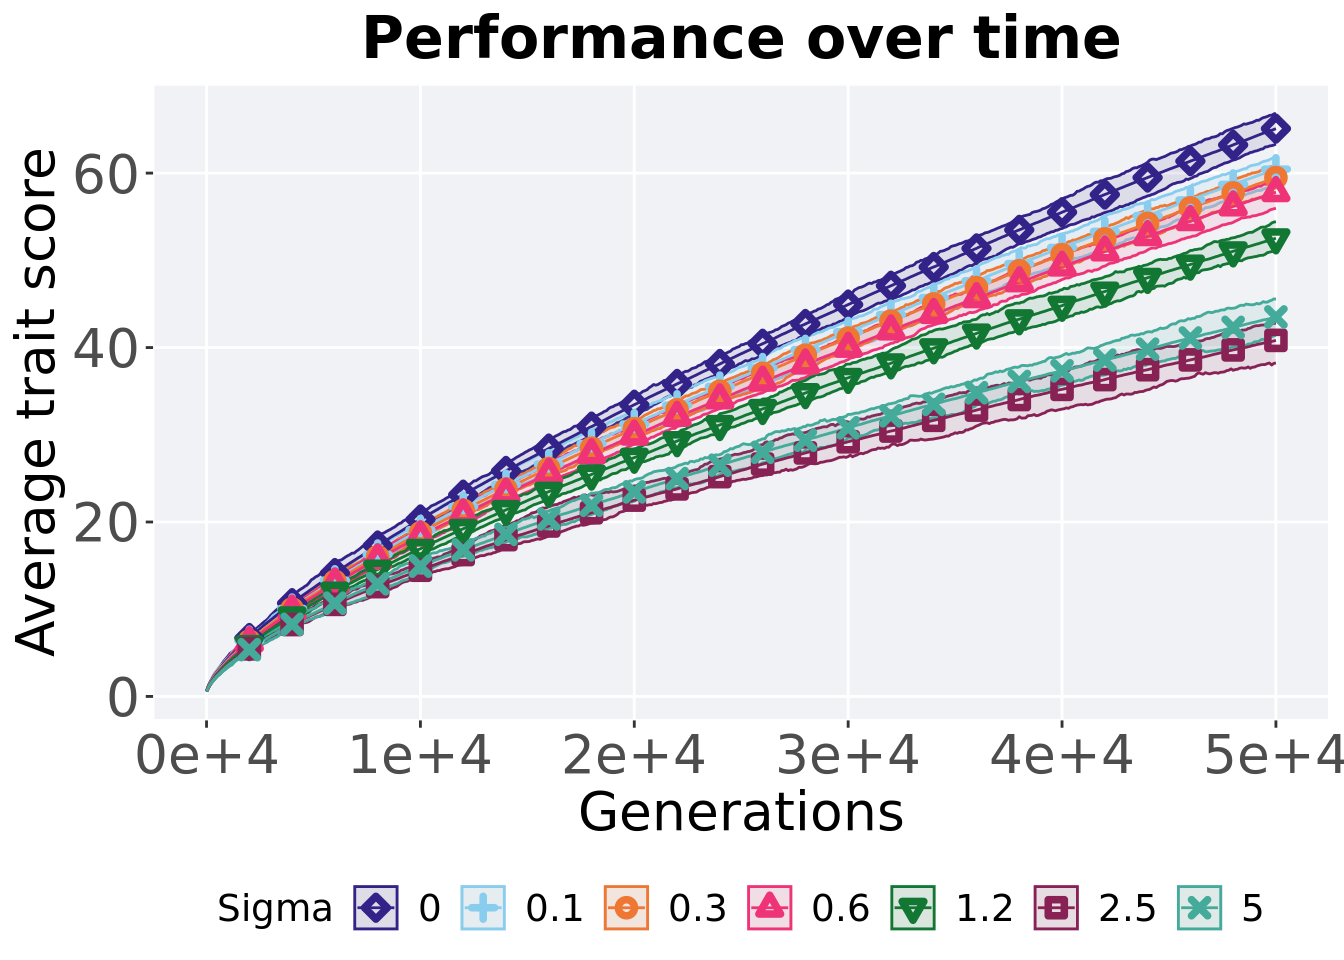 Performance over time
Average trait score
60
40
20
0
0e+4 1e+4 2e+4 3e+4 4e+4 5e+4
Generations
Sigma 0 0.1 0.3 0.6 1.2 2.5 5